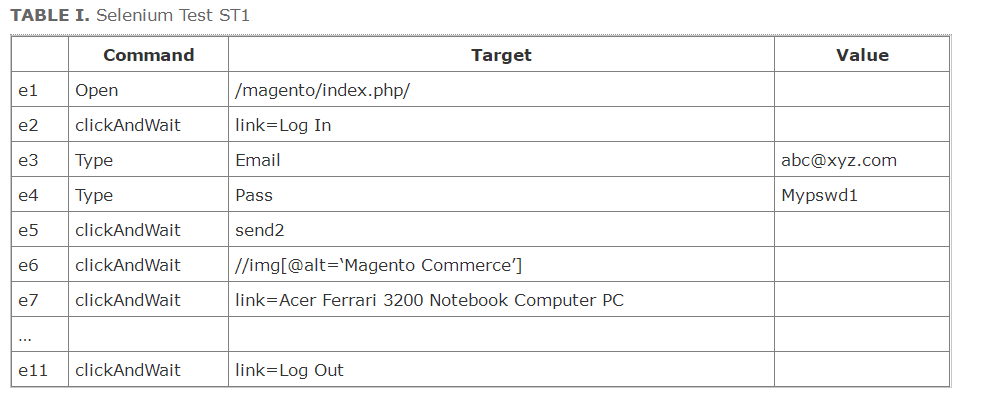 TABLE I. Selenium Test ST1
Command Target Value
e1 Open /magento/index.php/
e2 clickAndWait link=Log In
e3 Type Email abc@xyz.com
e4 Type Pass Mypswd1
e5 clickAndWait send2
e6 clickAndWait //img[@alt=‘Magento Commerce’]
e7 clickAndWait link=Acer Ferrari 3200 Notebook Computer PC
...
e11 clickAndWait link=Log Out